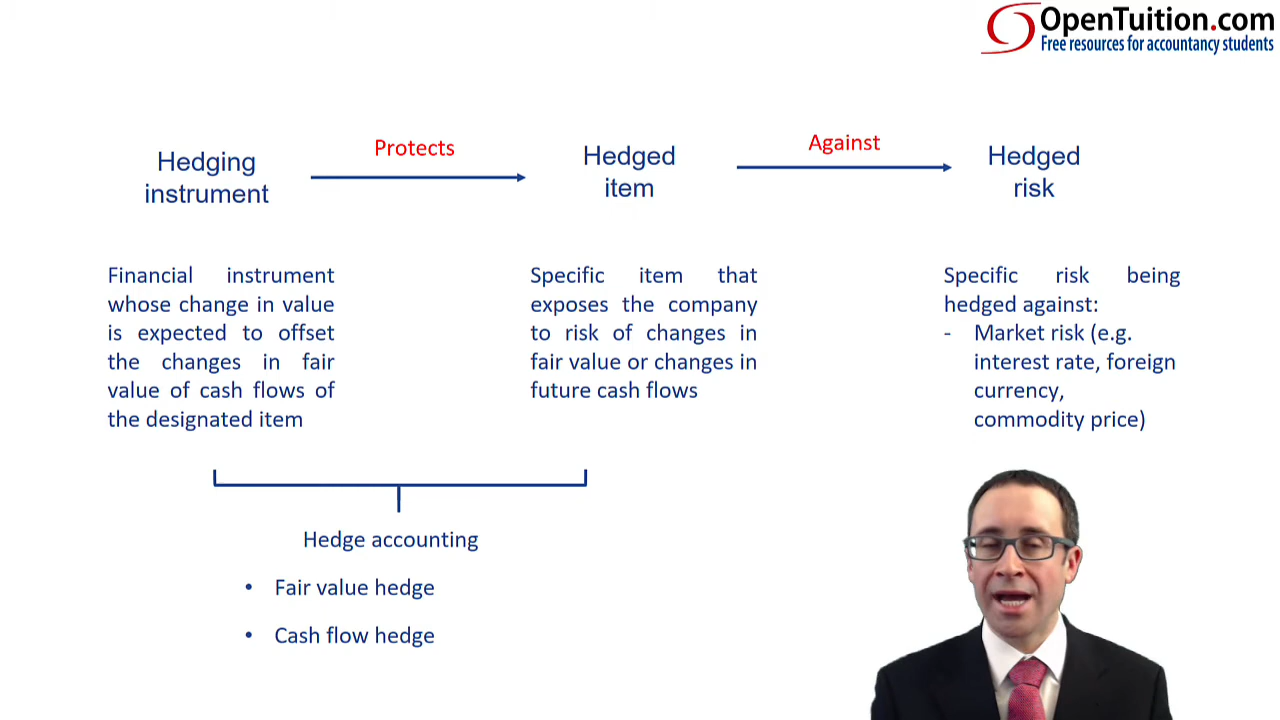 OpenTuition.com
Free resources for accountancy students
Protects
Against
Hedging
instrument
Hedged
item
Hedged
risk
Financial instrument
whose change in value
is expected to offset
the changes in fair
value of cash flows of
the designated item
Specific item that
exposes the company
to risk of changes in
fair value or changes in
future cash flows
Specific risk being
hedged against:
- Market risk (e.g.
interest rate, foreign
currency,
commodity price)
Hedge accounting
• Fair value hedge
• Cash flow hedge